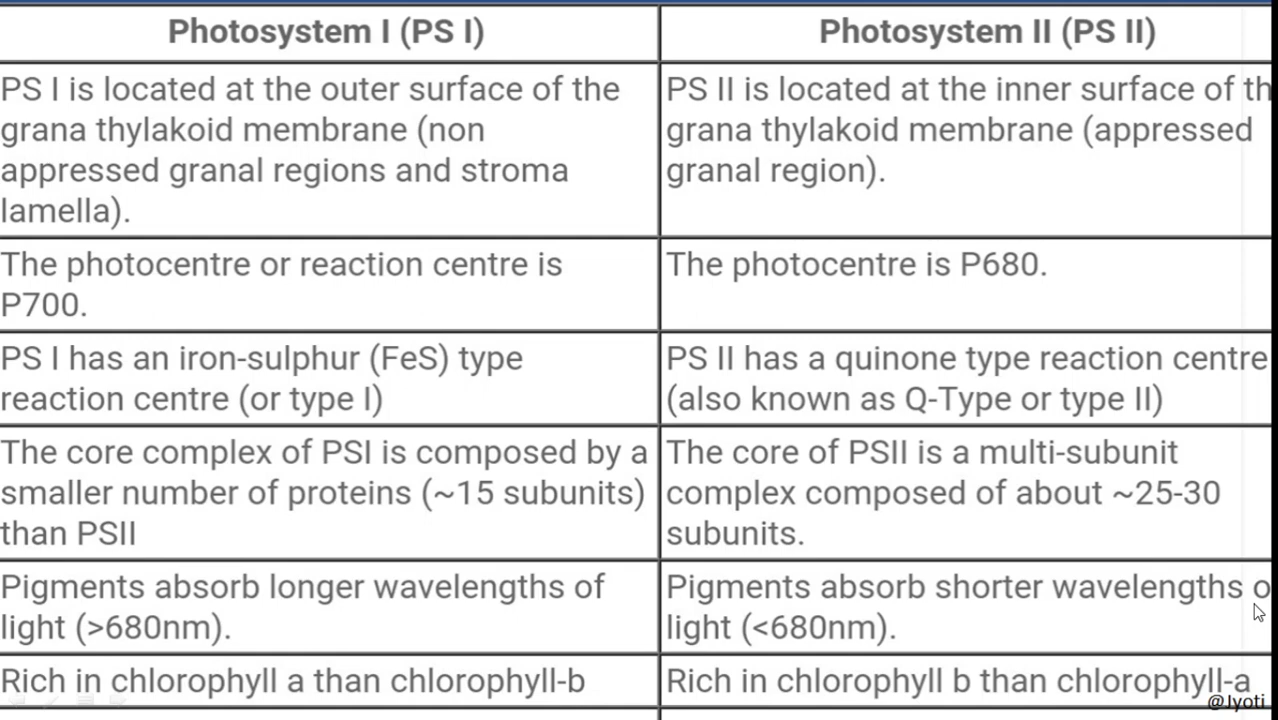 Photosystem I (PS I)
Photosystem II (PS II)
PS I is located at the outer surface of the
grana thylakoid membrane (non
appressed granal regions and stroma
lamella).
PS II is located at the inner surface of th
grana thylakoid membrane (appressed
granal region).
The photocentre or reaction centre is
P700.
The photocentre is P680.
PS I has an iron-sulphur (FeS) type
reaction centre (or type I)
PS II has a quinone type reaction centre
(also known as Q-Type or type II)
The core complex of PSI is composed by a
smaller number of proteins (~15 subunits)
than PSII
The core of PSII is a multi-subunit
complex composed of about ~25-30
subunits.
Pigments absorb longer wavelengths of
light (>680nm).
Pigments absorb shorter wavelengths o
light (<680nm).
Rich in chlorophyll a than chlorophyll-b
Rich in chlorophyll b than chlorophyll-a
@Jyoti